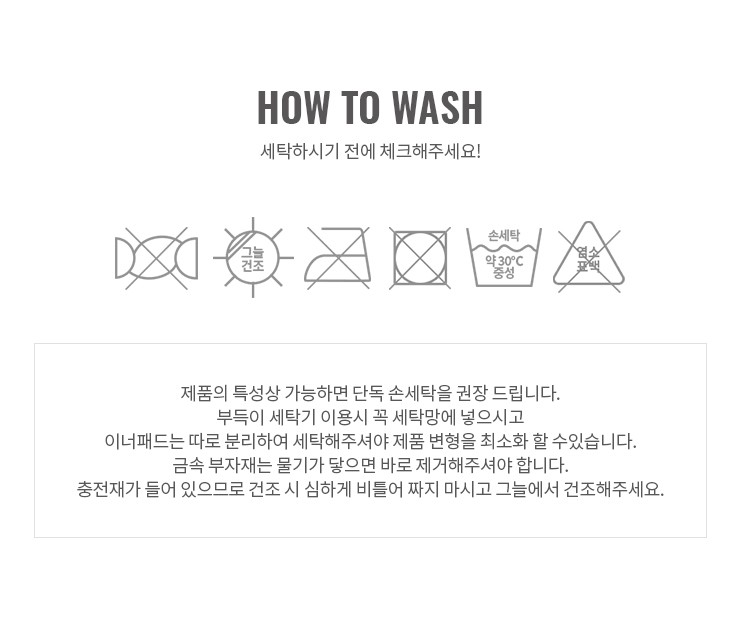 HOW TO WASH
세탁하시기 전에 체크해주세요!
그늘
건조
손세탁
약 30℃
중성
염소
표백
제품의 특성상 가능하면 단독 손세탁을 권장 드립니다.
부득이 세탁기 이용시 꼭 세탁망에 넣으시고
이너패드는 따로 분리하여 세탁해주셔야 제품 변형을 최소화 할 수있습니다.
금속 부자재는 물기가 닿으면 바로 제거해주셔야 합니다.
충전재가 들어 있으므로 건조 시 심하게 비틀어 짜지 마시고 그늘에서 건조해주세요.